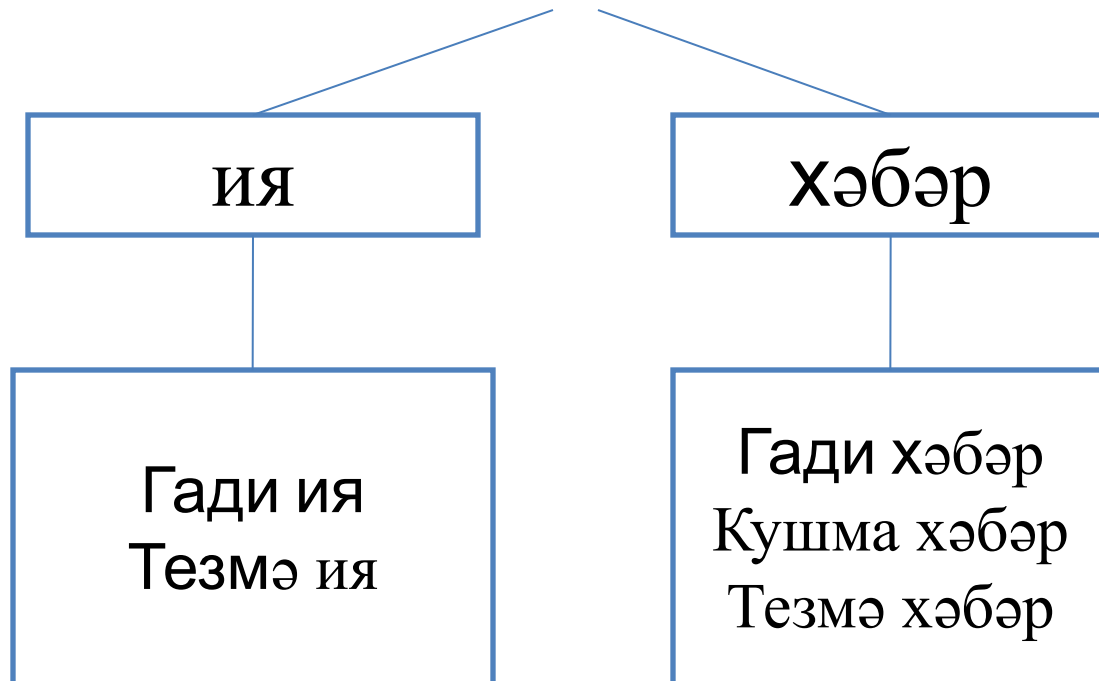 ия
хәбәр
Гади ия
Тезмә ия
Гади хәбәр
Кушма хәбәр
Тезмә хәбәр